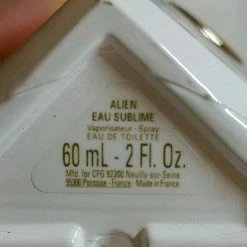 ALIEN
EAU SUBLIME
Vaporisateur - Spray
EAU DE TOILETTE
60 mL - 2 Fl. Oz.
Mfd. for CFG 92200 Neuilly-sur-Seine
95300 Pontoise - France - Made in France